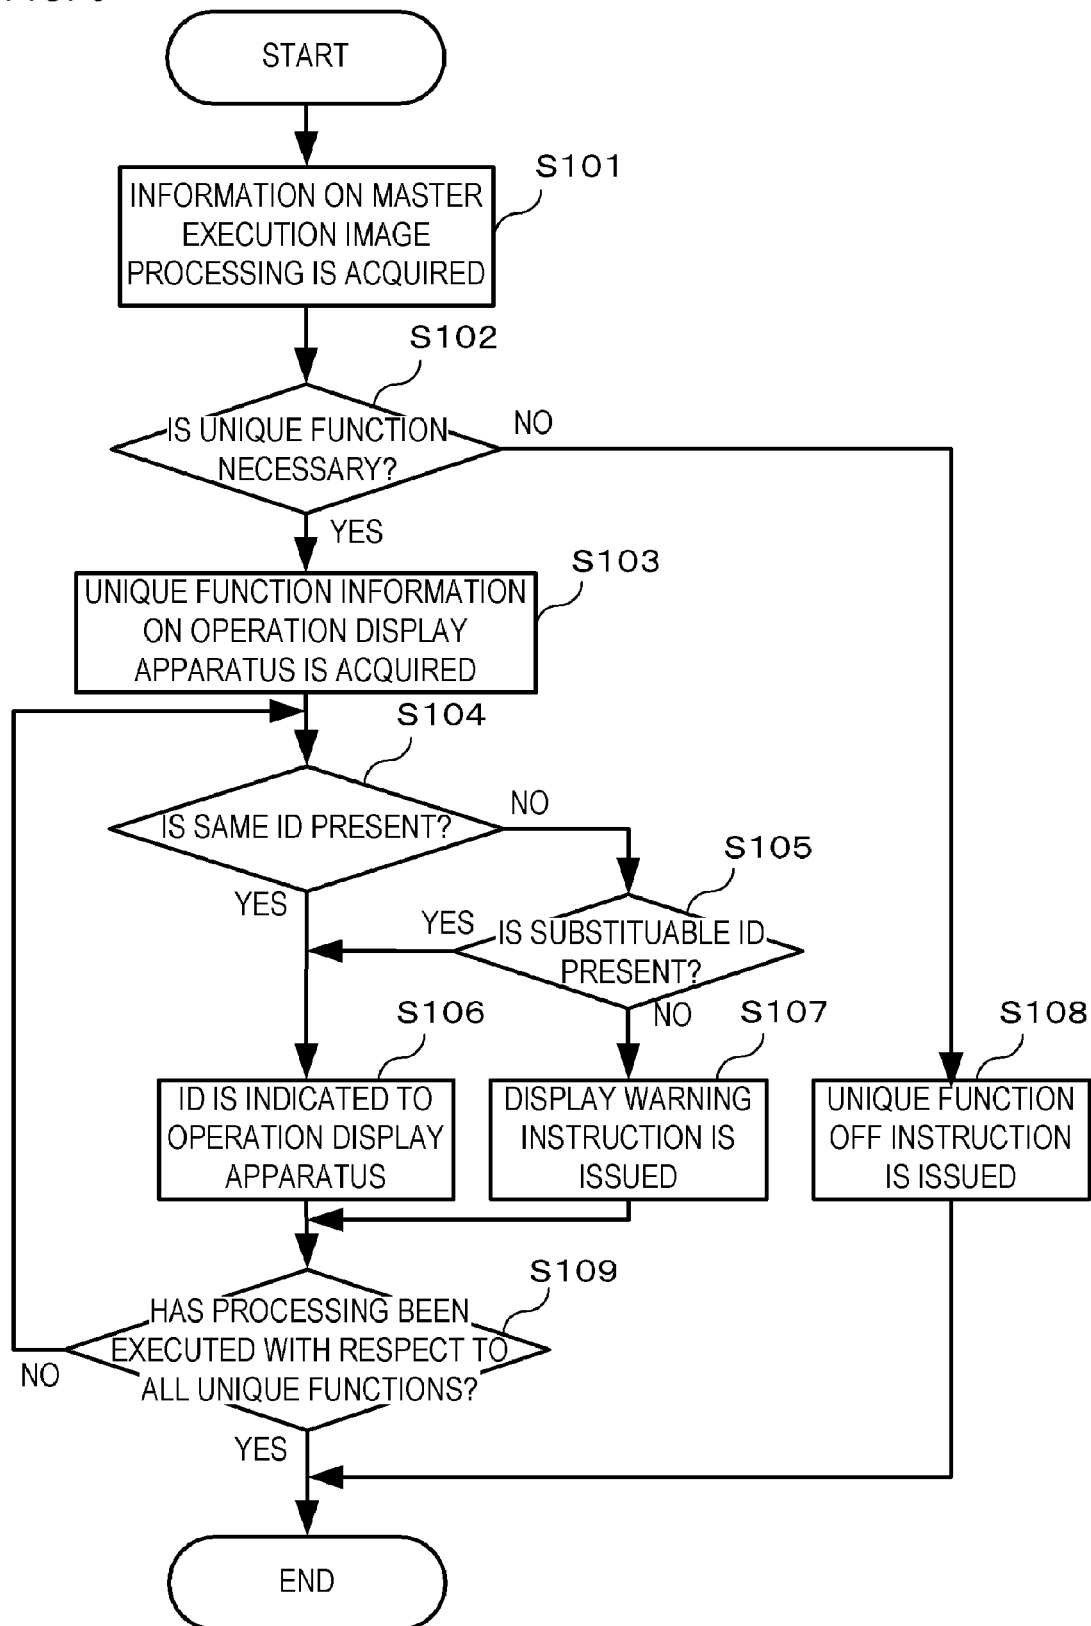 START
S101
INFORMATION ON MASTER
EXECUTION IMAGE
PROCESSING IS ACQUIRED
S102
IS UNIQUE FUNCTION
NECESSARY?
NO
YES
S103
UNIQUE FUNCTION INFORMATION
ON OPERATION DISPLAY
APPARATUS IS ACQUIRED
S104
IS SAME ID PRESENT?
NO
YES
S105
IS SUBSTITUABLE ID
PRESENT?
YES
NO
S106
ID IS INDICATED TO
OPERATION DISPLAY
APPARATUS
S107
DISPLAY WARNING
INSTRUCTION IS
ISSUED
S108
UNIQUE FUNCTION
OFF INSTRUCTION
IS ISSUED
S109
HAS PROCESSING BEEN
EXECUTED WITH RESPECT TO
ALL UNIQUE FUNCTIONS?
NO
YES
END